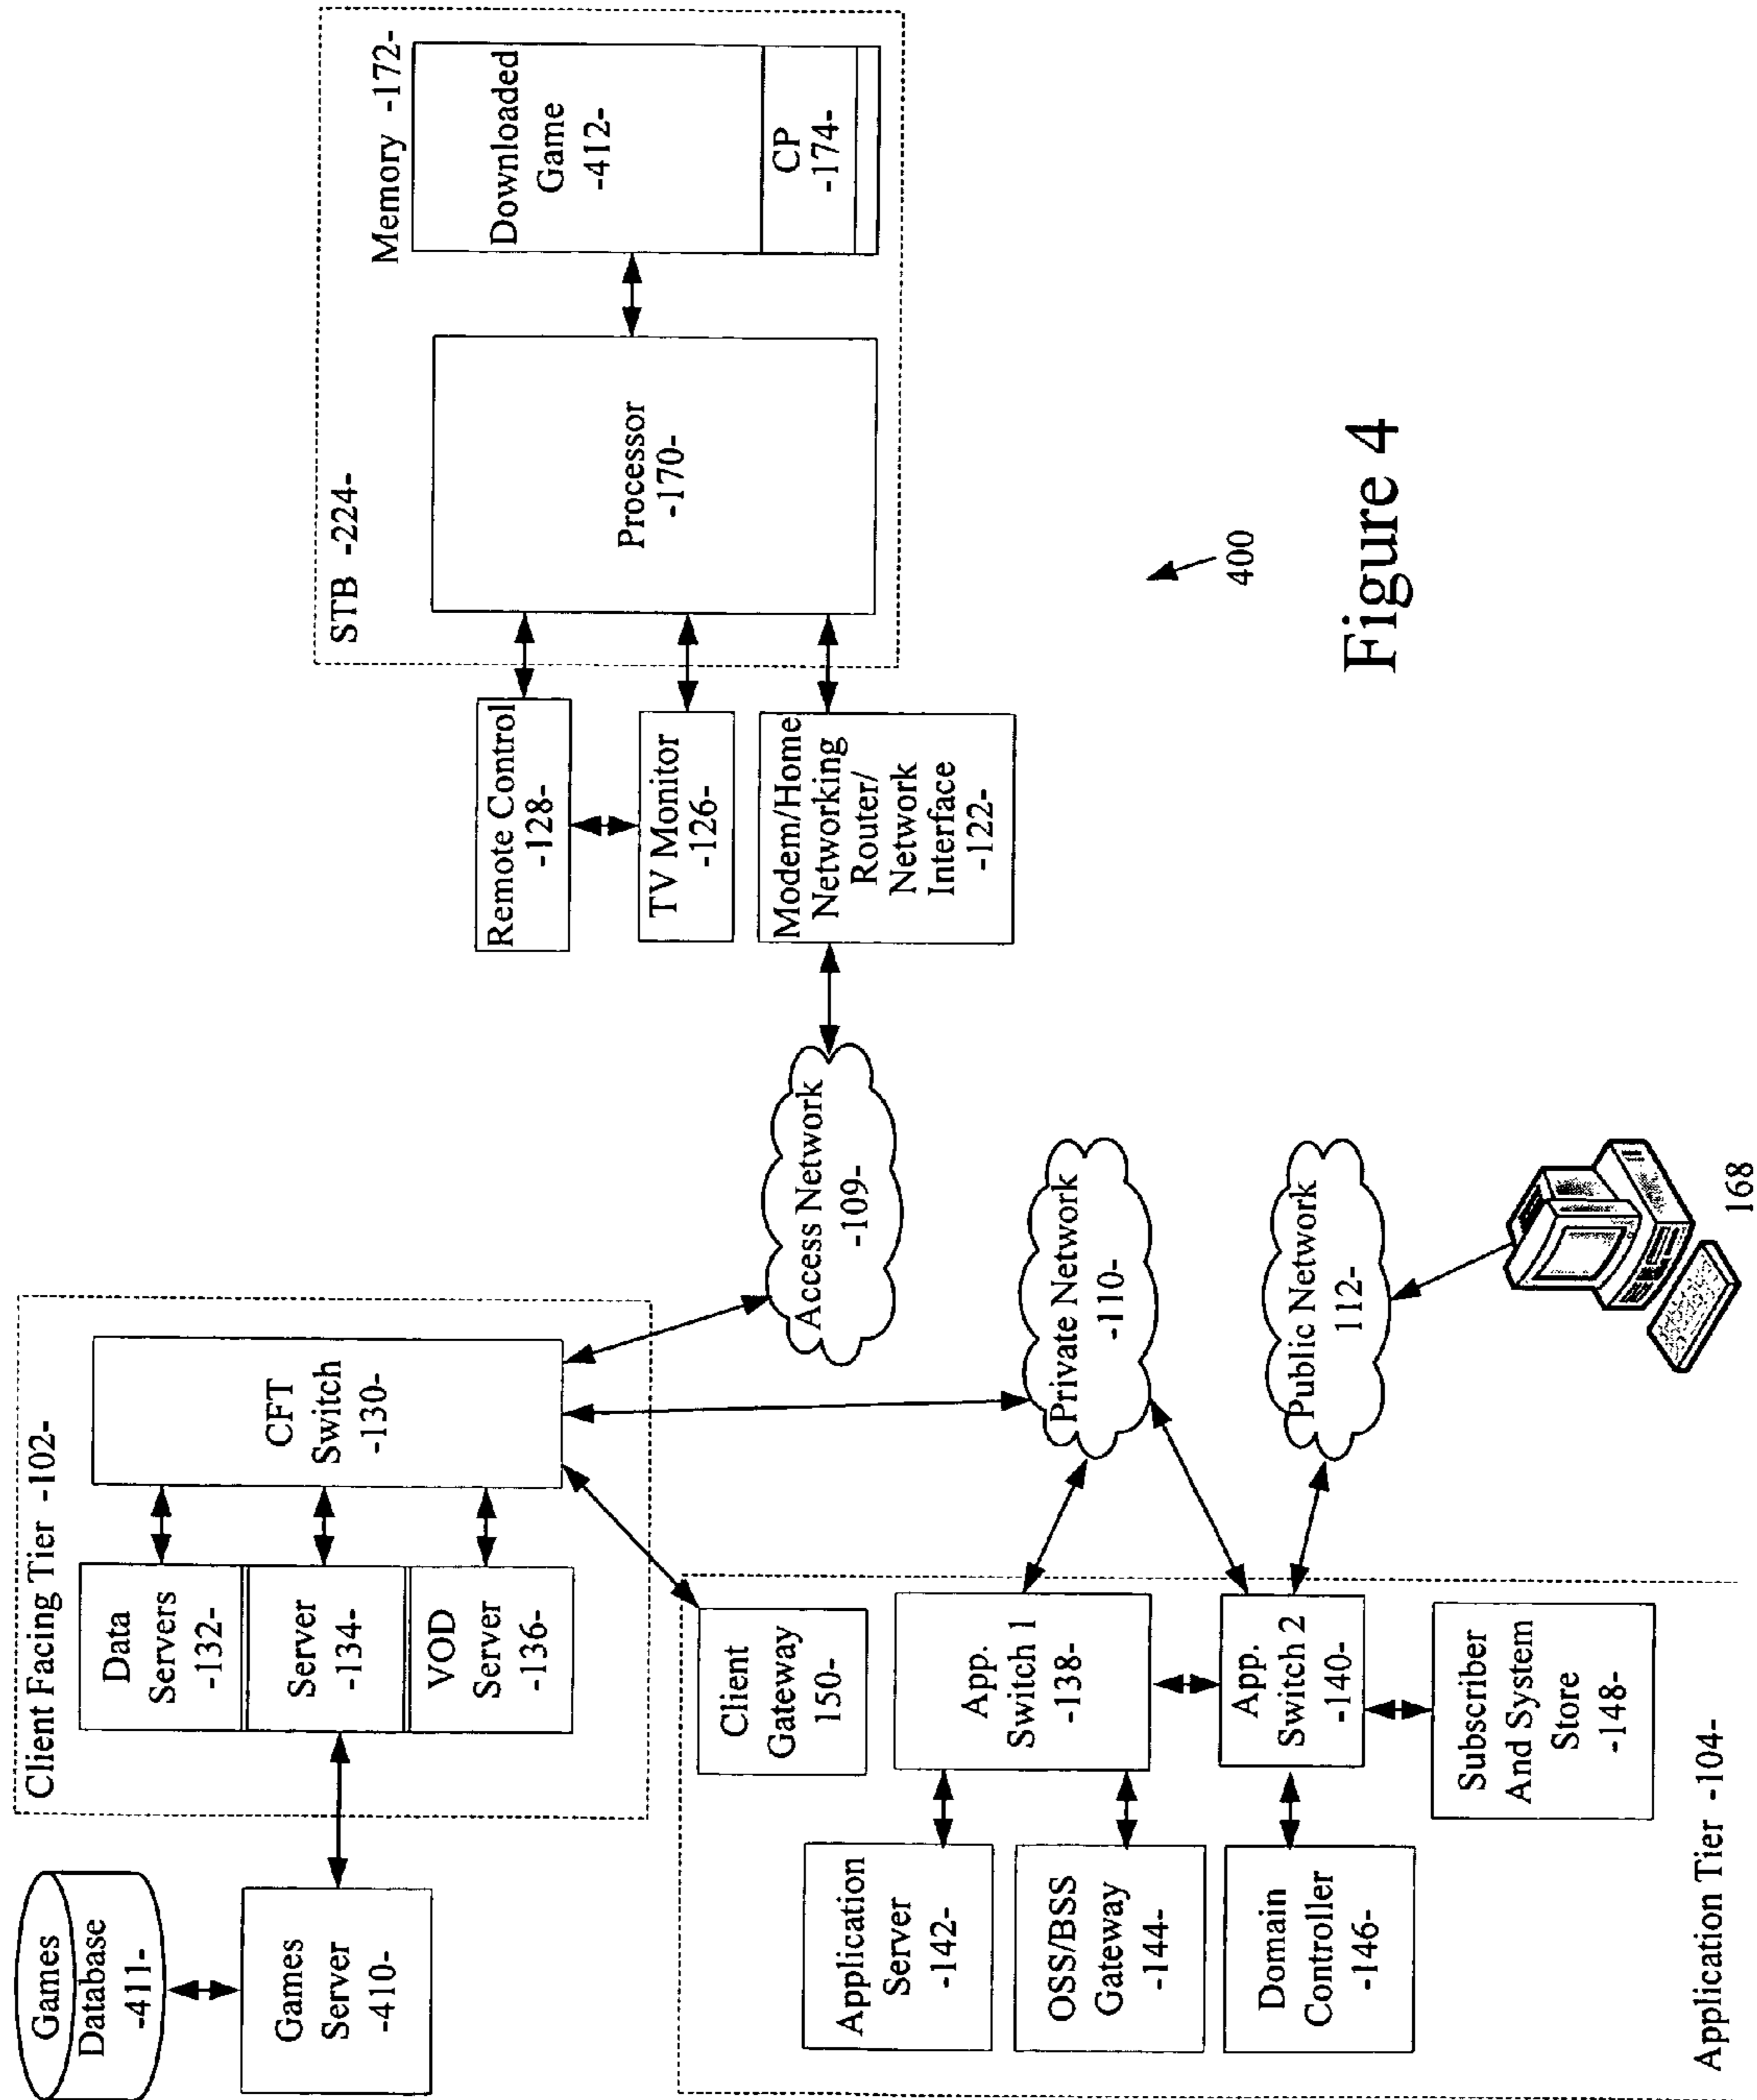 Games
Database
-411-
Games
Server
-410-
Client Facing Tier -102-
Data
Servers
-132-
Server
-134-
VOD
Server
-136-
CFT
Switch
-130-
Access Network
-109-
Private Network
-110-
Public Network
112-
168
Client
Gateway
150-
Application
Server
-142-
OSS/BSS
Gateway
-144-
Domain
Controller
-146-
App.
Switch 1
-138-
App.
Switch 2
-140-
Subscriber
And System
Store
-148-
Application Tier -104-
Remote Control
-128-
TV Monitor
-126-
Modem/Home
Networking
Router/
Network
Interface
-122-
STB -224-
Processor
-170-
Memory -172-
Downloaded
Game
-412-
CP
-174-
400
Figure 4